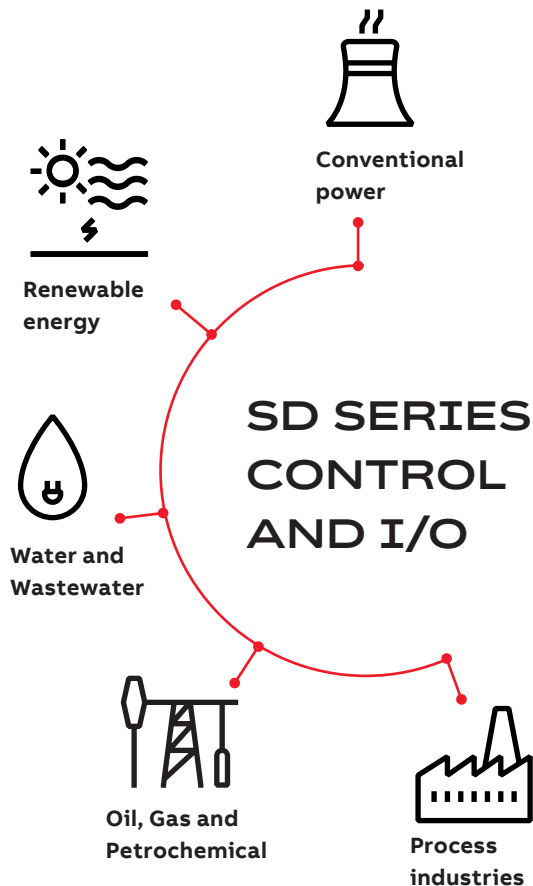 Conventional
power
Renewable
energy
SD SERIES
CONTROL
AND I/O
Water and
Wastewater
Oil, Gas and
Petrochemical
Process
industries